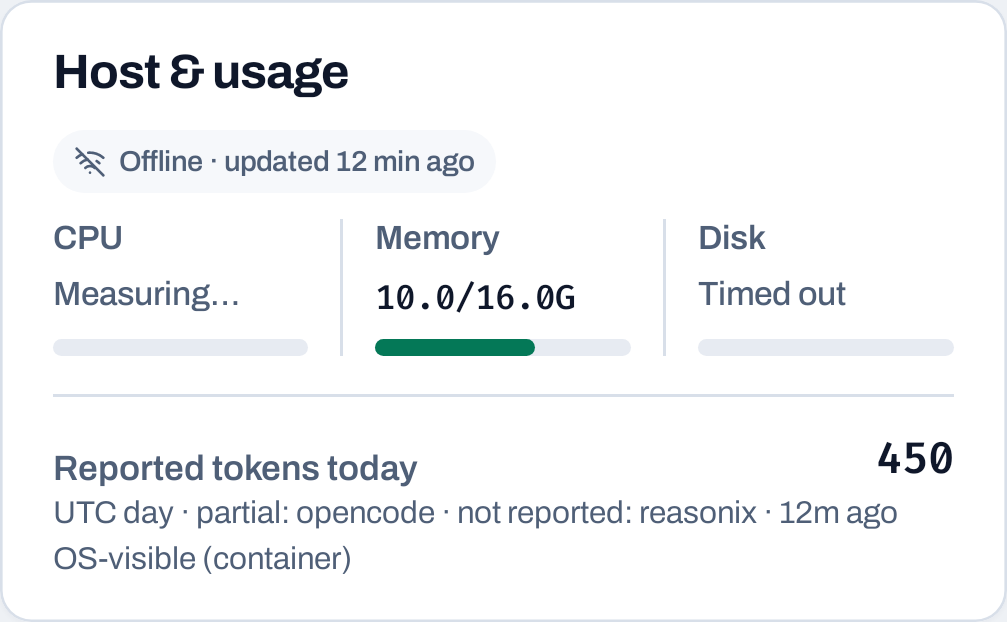 Host & usage
Offline · updated 12 min ago
CPU
Measuring…
Memory
10.0/16.0G
Disk
Timed out
Reported tokens today
450
UTC day · partial: opencode · not reported: reasonix · 12m ago
OS-visible (container)